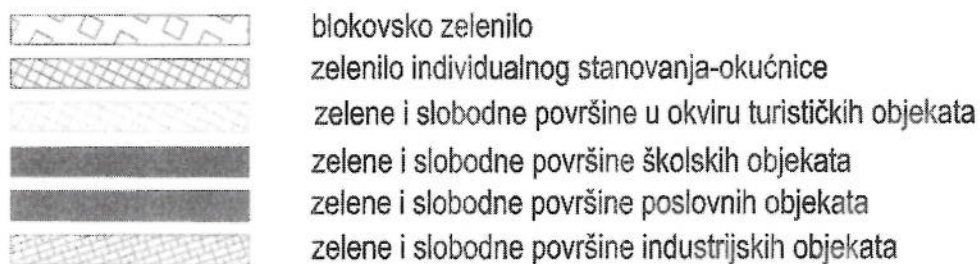 blokovsko zelenilo
zelenilo individualnog stanovanja-okućnice
zelene i slobodne površine u okviru turističkih objekata
zelene i slobodne površine školskih objekata
zelene i slobodne površine poslovnih objekata
zelene i slobodne površine industrijskih objekata